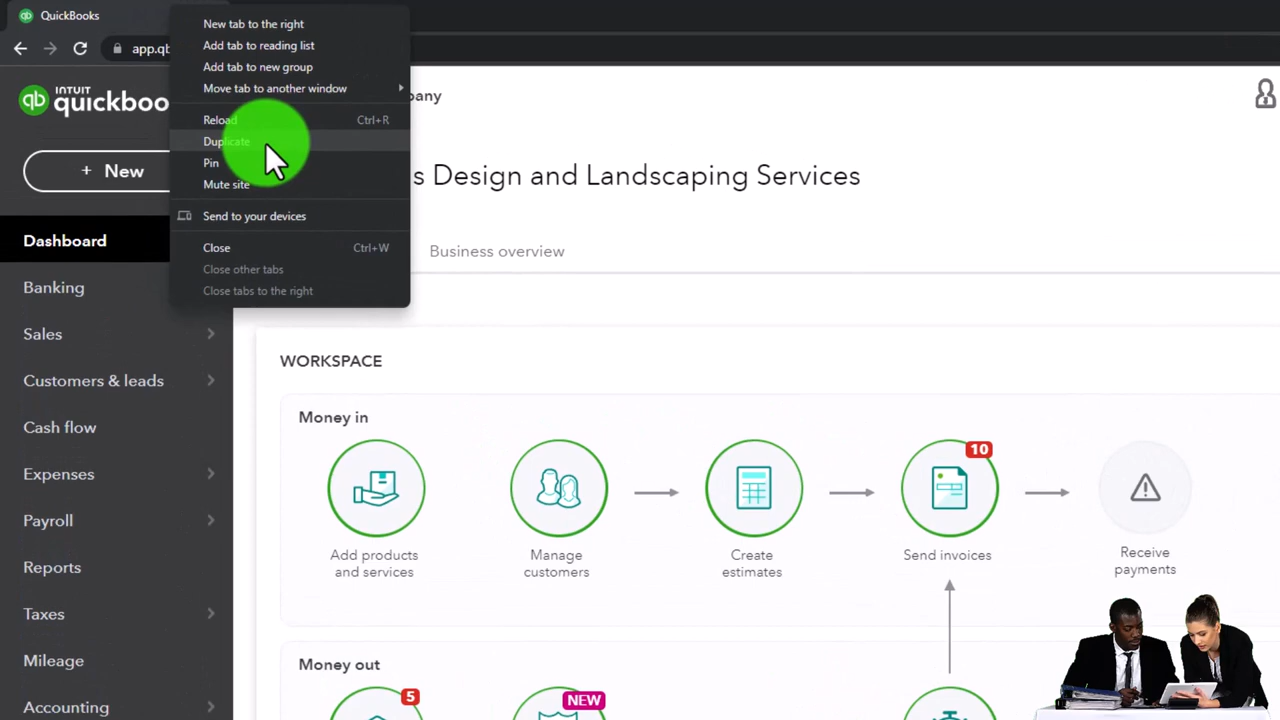 QuickBooks
app.qb
INTUIT
quickboo
+ New
Dashboard
Banking
Sales
Customers & leads
Cash flow
Expenses
Payroll
Reports
Taxes
Mileage
Accounting
New tab to the right
Add tab to reading list
Add tab to new group
Move tab to another window
Reload Ctrl+R
Duplicate
Pin
Mute site
Send to your devices
Close Ctrl+W
Close other tabs
Close tabs to the right
pany
s Design and Landscaping Services
Business overview
WORKSPACE
Money in
10
Add products
and services
Manage
customers
Create
estimates
Send invoices
Receive
payments
Money out
5
NEW